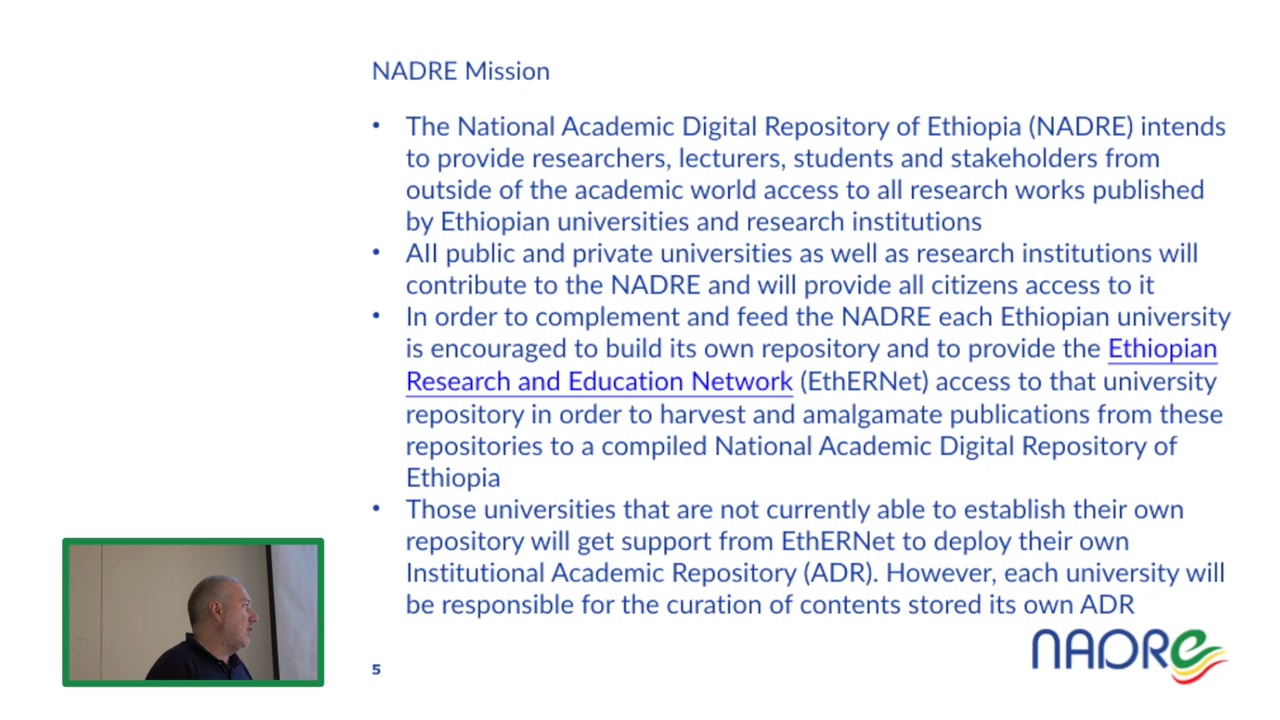 NADRE Mission
• The National Academic Digital Repository of Ethiopia (NADRE) intends
to provide researchers, lecturers, students and stakeholders from
outside of the academic world access to all research works published
by Ethiopian universities and research institutions
• All public and private universities as well as research institutions will
contribute to the NADRE and will provide all citizens access to it
• In order to complement and feed the NADRE each Ethiopian university
is encouraged to build its own repository and to provide the Ethiopian
Research and Education Network (EthERNet) access to that university
repository in order to harvest and amalgamate publications from these
repositories to a compiled National Academic Digital Repository of
Ethiopia
• Those universities that are not currently able to establish their own
repository will get support from EthERNet to deploy their own
Institutional Academic Repository (ADR). However, each university will
be responsible for the curation of contents stored its own ADR
NADRe
5